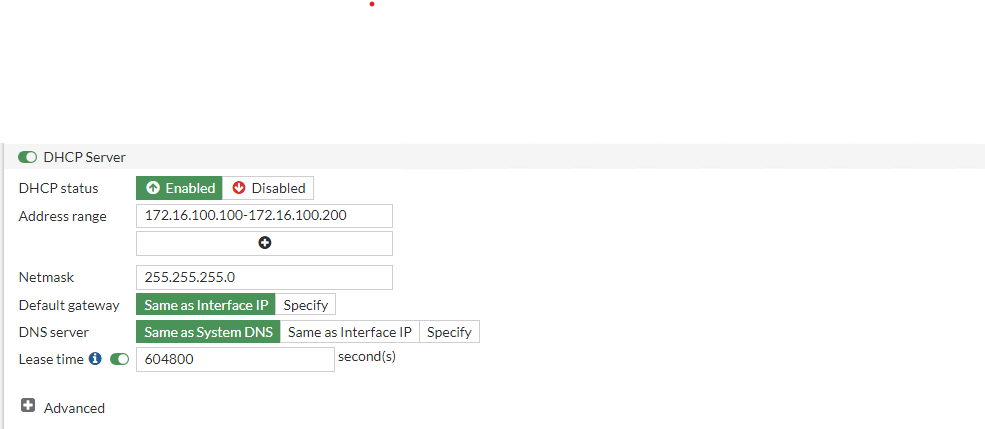 DHCP Server
DHCP status Enabled Disabled
Address range 172.16.100.100-172.16.100.200
Netmask 255.255.255.0
Default gateway Same as Interface IP Specify
DNS server Same as System DNS Same as Interface IP Specify
Lease time 604800 second(s)
Advanced